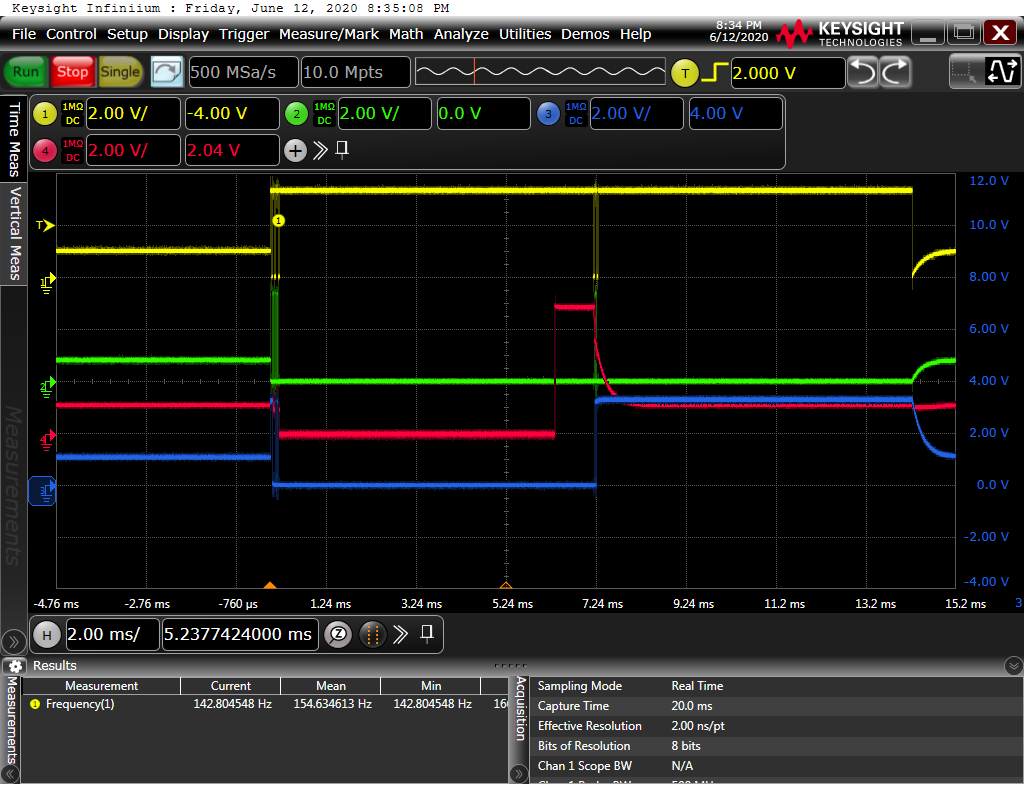 Keysight Infiniium : Friday, June 12, 2020 8:35:08 PM
File Control Setup Display Trigger Measure/Mark Math Analyze Utilities Demos Help
8:34 PM
6/12/2020
KEYSIGHT
TECHNOLOGIES
X
Run Stop Single 500 MSa/s 10.0 Mpts T 2.000 V
1 1MΩ DC 2.00 V/ -4.00 V 2 1MΩ DC 2.00 V/ 0.0 V 3 1MΩ DC 2.00 V/ 4.00 V
4 1MΩ DC 2.00 V/ 2.04 V +
Time Meas
Vertical Meas
Measurements
12.0 V
10.0 V
8.00 V
6.00 V
4.00 V
2.00 V
0.0 V
-2.00 V
-4.00 V
T
1
1
2
4
3
-4.76 ms -2.76 ms -760 µs 1.24 ms 3.24 ms 5.24 ms 7.24 ms 9.24 ms 11.2 ms 13.2 ms 15.2 ms 3
H 2.00 ms/ 5.2377424000 ms Z
Results
Measurements
Measurement Current Mean Min
1 Frequency(1) 142.804548 Hz 154.634613 Hz 142.804548 Hz
Acquisition
Sampling Mode Real Time
Capture Time 20.0 ms
Effective Resolution 2.00 ns/pt
Bits of Resolution 8 bits
Chan 1 Scope BW N/A